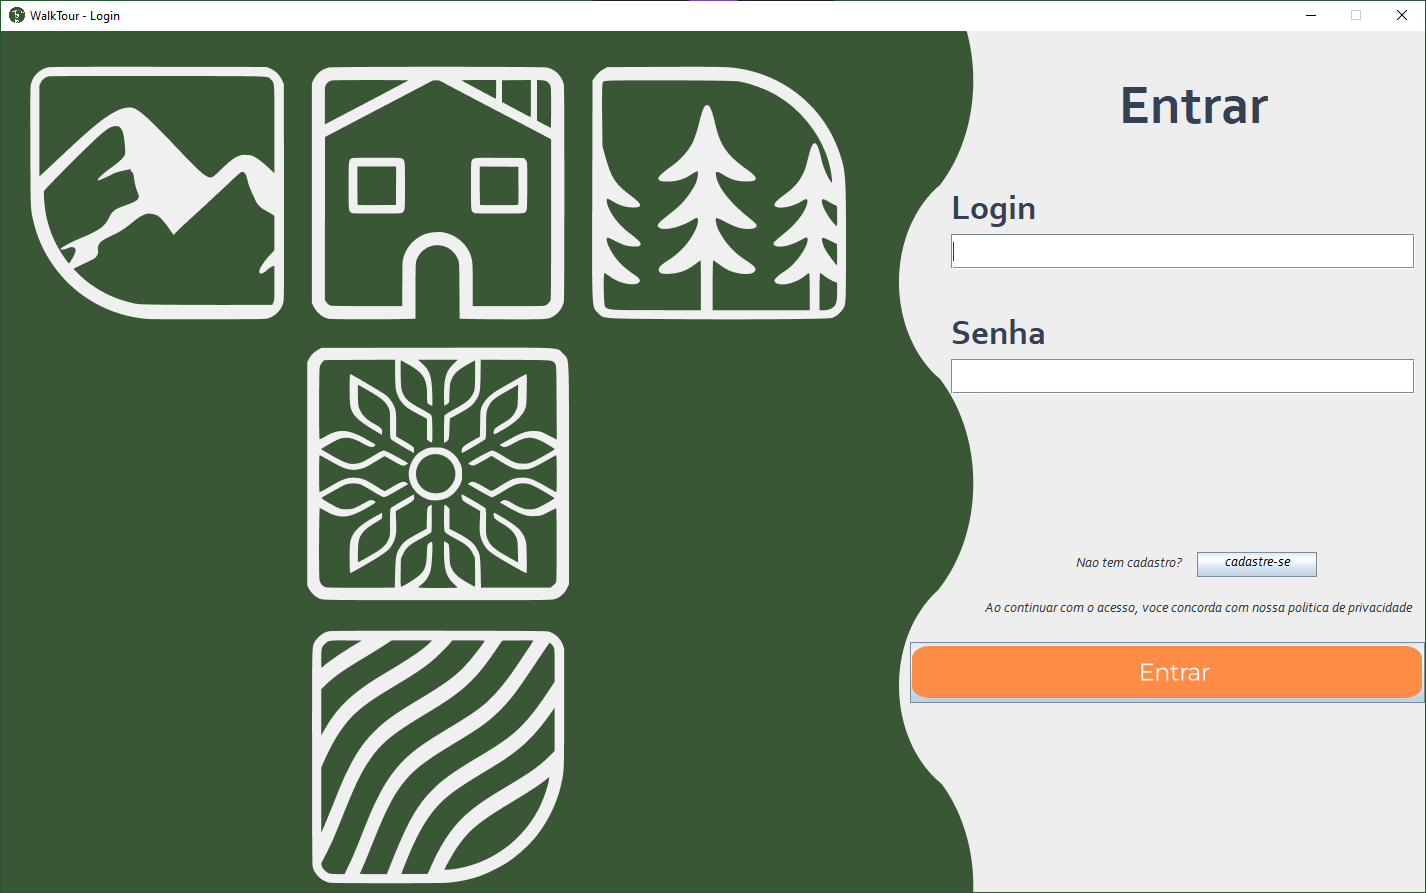 WalkTour - Login
Entrar
Login
Senha
Nao tem cadastro? cadastre-se
Ao continuar com o acesso, voce concorda com nossa politica de privacidade
Entrar